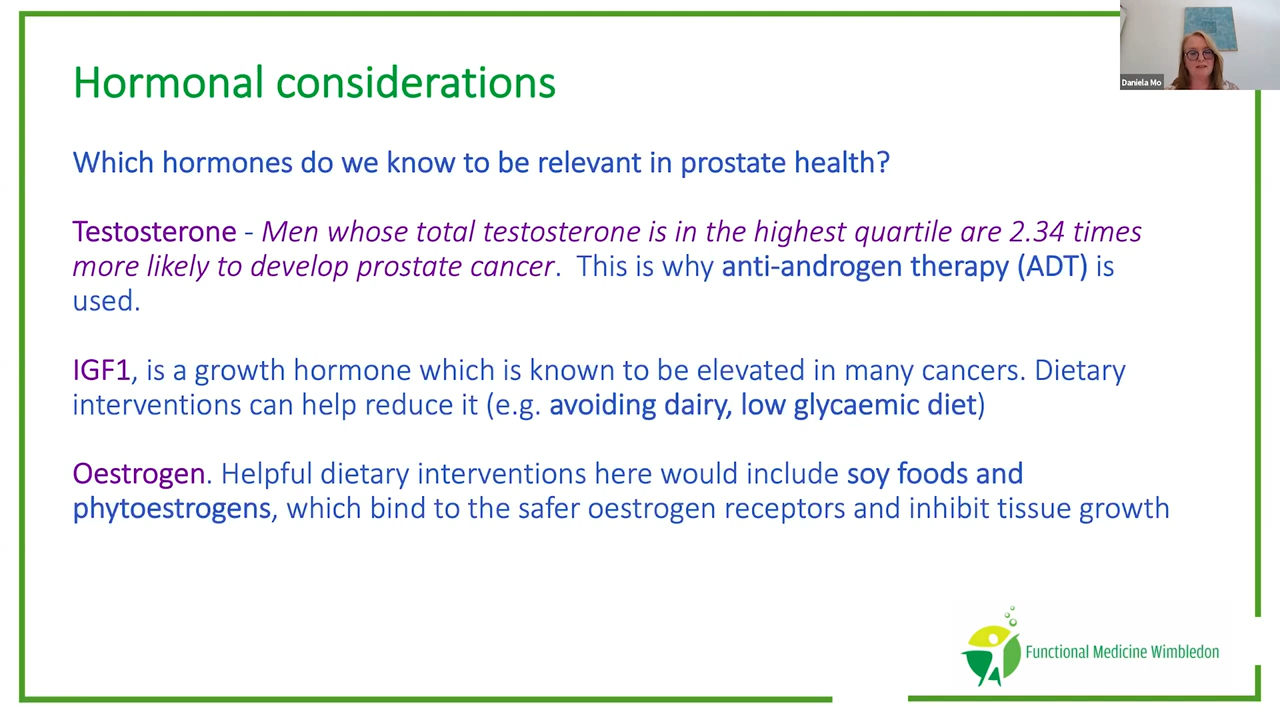 Daniela Mo
Hormonal considerations
Which hormones do we know to be relevant in prostate health?
Testosterone - Men whose total testosterone is in the highest quartile are 2.34 times
more likely to develop prostate cancer.  This is why anti-androgen therapy (ADT) is
used.
IGF1, is a growth hormone which is known to be elevated in many cancers. Dietary
interventions can help reduce it (e.g. avoiding dairy, low glycaemic diet)
Oestrogen. Helpful dietary interventions here would include soy foods and
phytoestrogens, which bind to the safer oestrogen receptors and inhibit tissue growth
Functional Medicine Wimbledon